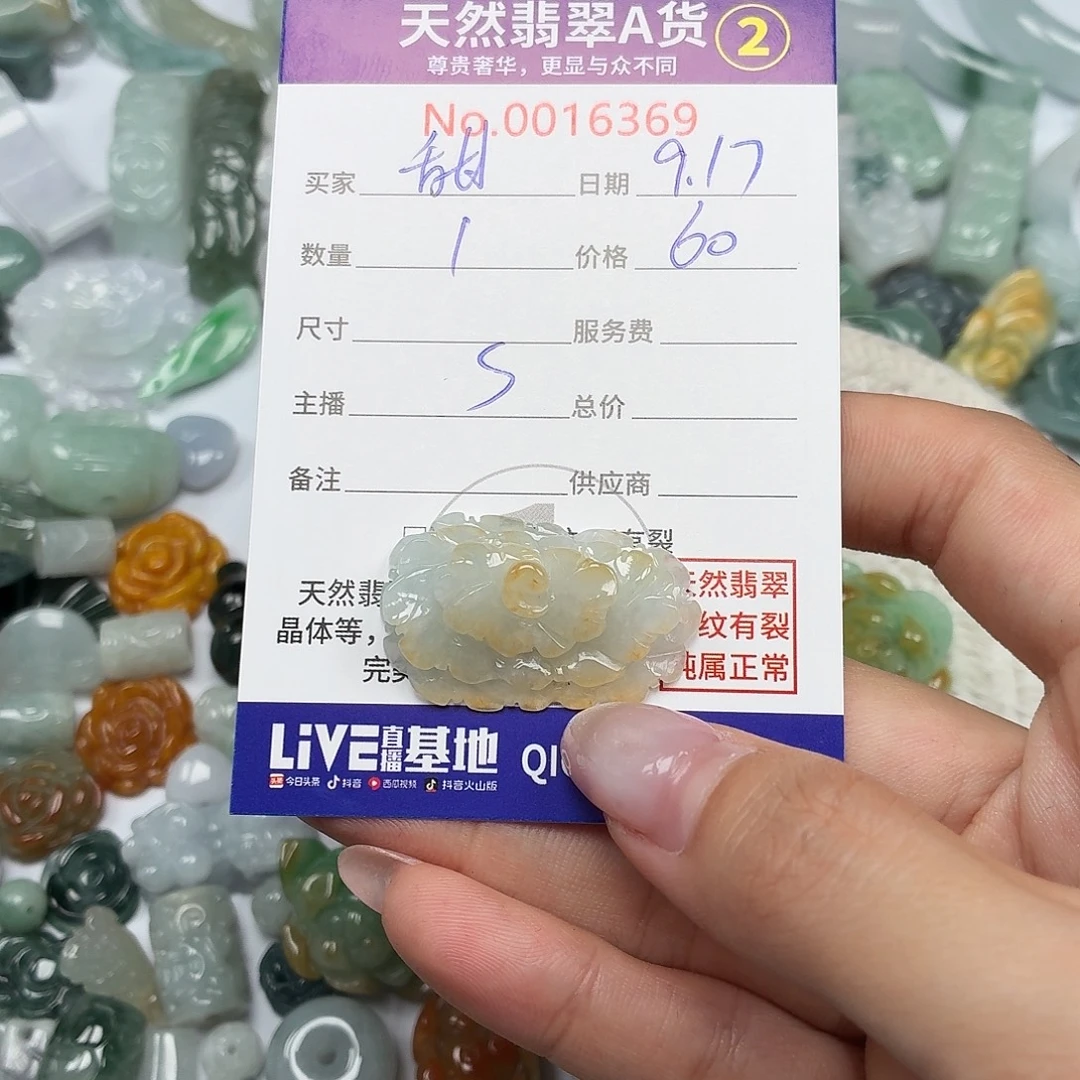 天然翡翠A货 2
尊贵奢华，更显与众不同
No.0016369
买家 甜 日期 9.17
数量 1 价格 60
尺寸 服务费
主播 S 总价
备注 供应商
有裂
天然翡 然翡翠
晶体等， 纹有裂
完 纯属正常
LiVE直播基地 QI
今日头条 抖音 西瓜视频 抖音火山版